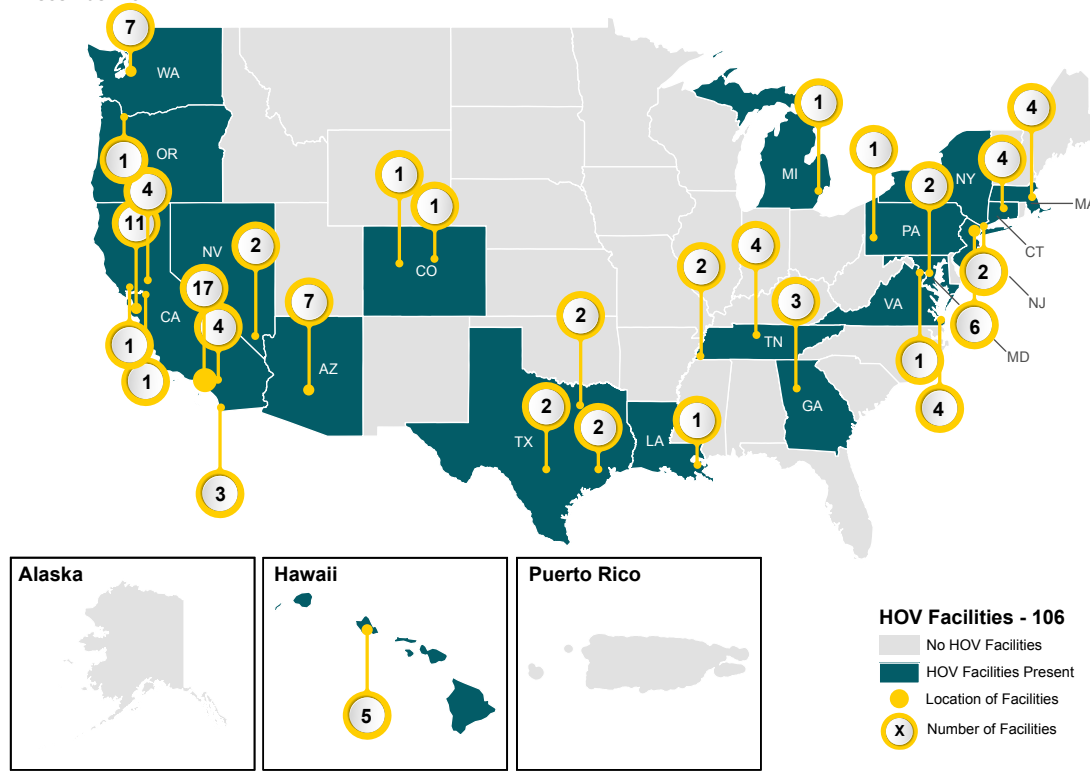 7
WA
1
4
1
OR
1
4
MI
1
NY
4
1
2
MA
11
1
PA
NV
2
4
CT
2
CO
17
7
3
2
NJ
VA
CA
4
2
6
TN
MD
1
AZ
1
1
GA
4
2
2
1
TX
LA
3
Alaska
Hawaii
Puerto Rico
5
HOV Facilities - 106
No HOV Facilities
HOV Facilities Present
Location of Facilities
X Number of Facilities